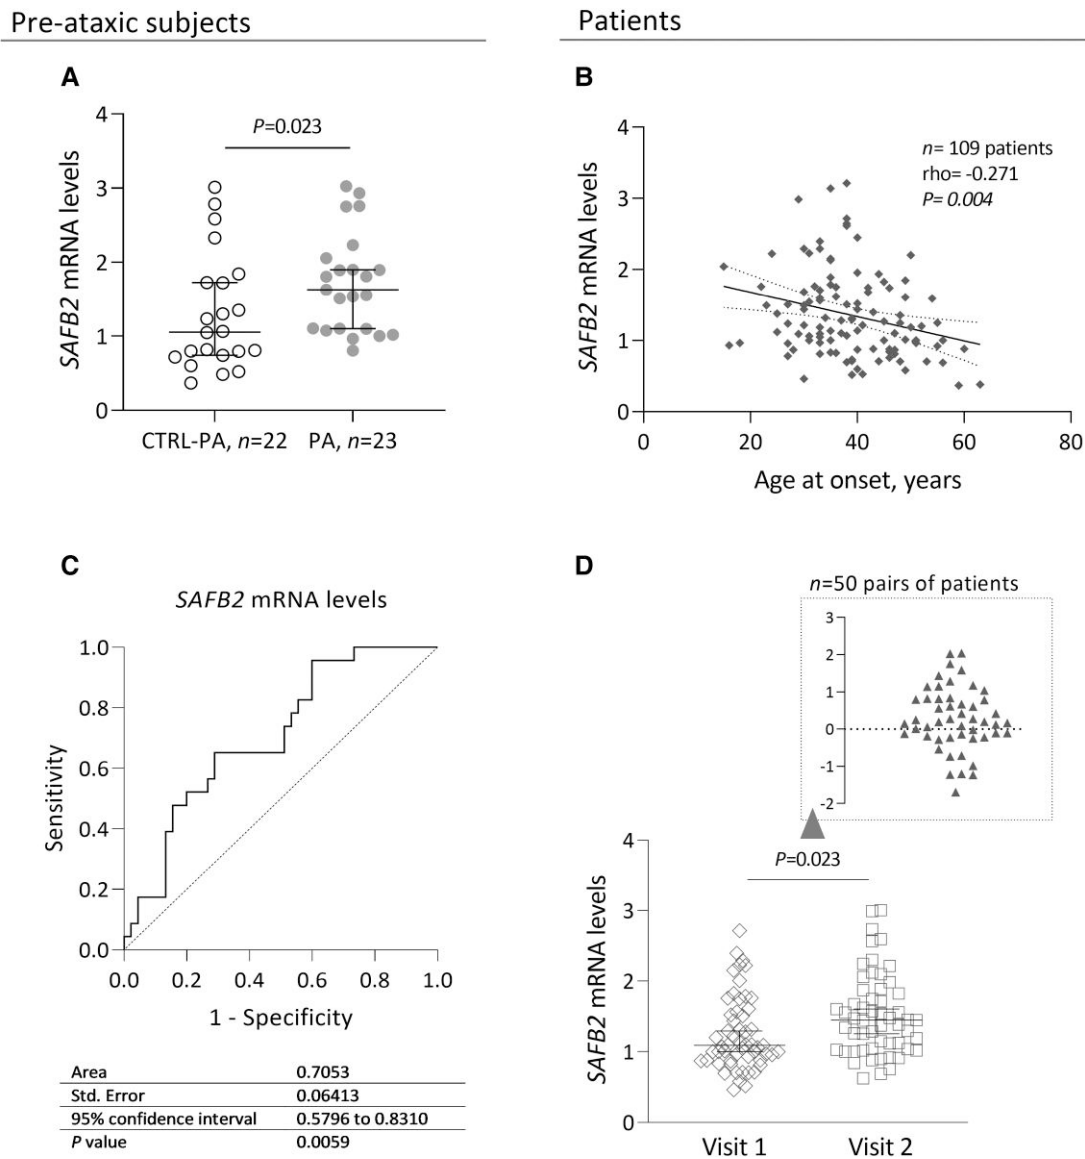 Pre-ataxic subjects
Patients
A
SAFB2 mRNA levels
4
3
2
1
0
P=0.023
CTRL-PA, n=22
PA, n=23
B
SAFB2 mRNA levels
4
3
2
1
0
n= 109 patients
rho= -0.271
P= 0.004
0
20
40
60
80
Age at onset, years
C
SAFB2 mRNA levels
Sensitivity
1.0
0.8
0.6
0.4
0.2
0.0
0.0
0.2
0.4
0.6
0.8
1.0
1 - Specificity
Area 0.7053
Std. Error 0.06413
95% confidence interval 0.5796 to 0.8310
P value 0.0059
D
n=50 pairs of patients
3
2
1
0
-1
-2
P=0.023
SAFB2 mRNA levels
4
3
2
1
0
Visit 1
Visit 2